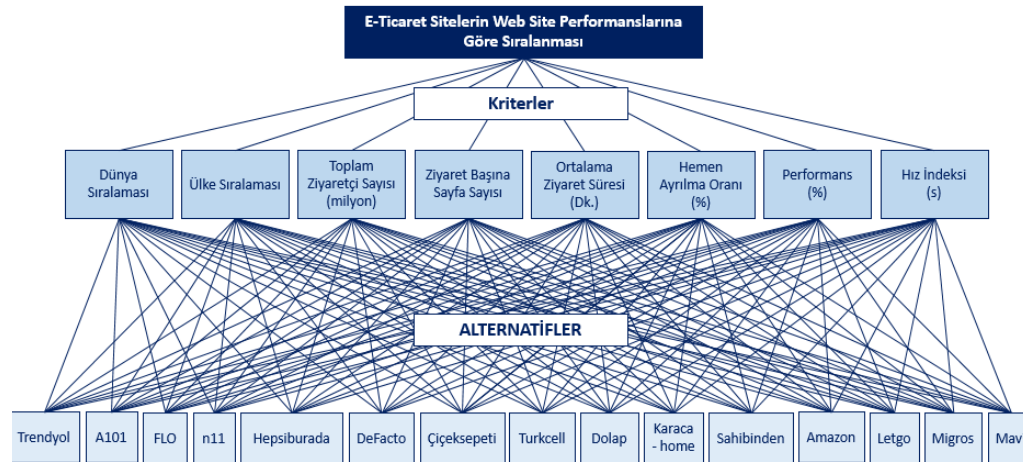 E-Ticaret Sitelerin Web Site Performanslarına
Göre Sıralanması
Kriterler
Dünya
Sıralaması
Ülke Sıralaması
Toplam
Ziyaretçi Sayısı
(milyon)
Ziyaret Başına
Sayfa Sayısı
Ortalama
Ziyaret Süresi
(Dk.)
Hemen
Ayrılma Oranı
(%)
Performans
(%)
Hız İndeksi
(s)
ALTERNATİFLER
Trendyol
A101
FLO
n11
Hepsiburada
DeFacto
Çiçeksepeti
Turkcell
Dolap
Karaca
- home
Sahibinden
Amazon
Letgo
Migros
Mav